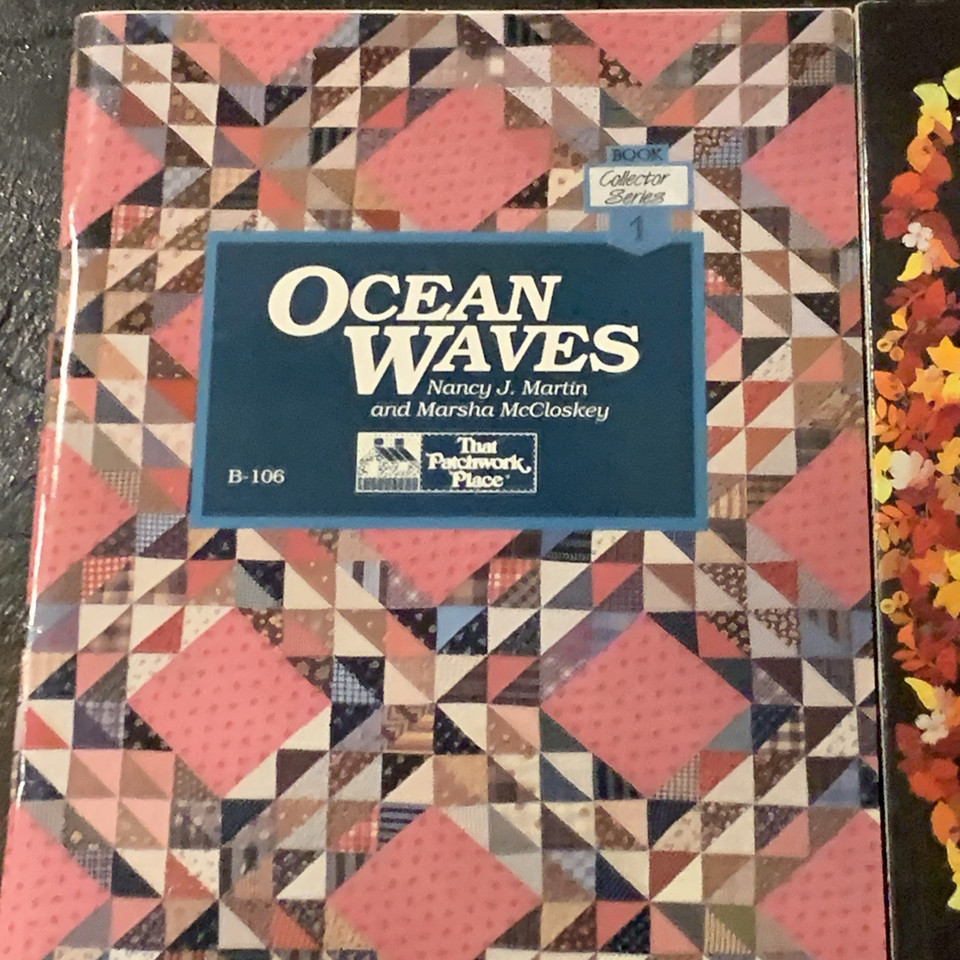 BOOK
Collector
Series
1
OCEAN
WAVES
Nancy J. Martin
and Marsha McCloskey
That
Patchwork
Place®
B-106